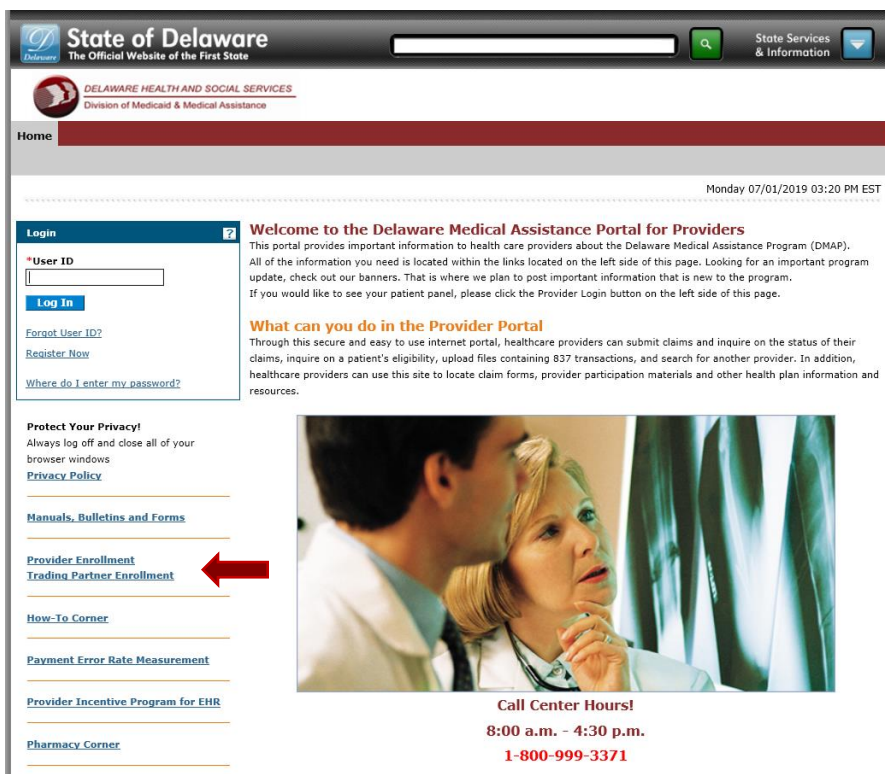 State of Delaware
The Official Website of the First State
Delaware
State Services
& Information
DELAWARE HEALTH AND SOCIAL SERVICES
Division of Medicaid & Medical Assistance
Home
Monday 07/01/2019 03:20 PM EST
Login
?
*User ID
Log In
Forgot User ID?
Register Now
Where do I enter my password?
Protect Your Privacy!
Always log off and close all of your
browser windows
Privacy Policy
Manuals, Bulletins and Forms
Provider Enrollment
Trading Partner Enrollment
How-To Corner
Payment Error Rate Measurement
Provider Incentive Program for EHR
Pharmacy Corner
Welcome to the Delaware Medical Assistance Portal for Providers
This portal provides important information to health care providers about the Delaware Medical Assistance Program (DMAP).
All of the information you need is located within the links located on the left side of this page. Looking for an important program
update, check out our banners. That is where we plan to post important information that is new to the program.
If you would like to see your patient panel, please click the Provider Login button on the left side of this page.
What can you do in the Provider Portal
Through this secure and easy to use internet portal, healthcare providers can submit claims and inquire on the status of their
claims, inquire on a patient's eligibility, upload files containing 837 transactions, and search for another provider. In addition,
healthcare providers can use this site to locate claim forms, provider participation materials and other health plan information and
resources.
Call Center Hours!
8:00 a.m. - 4:30 p.m.
1-800-999-3371